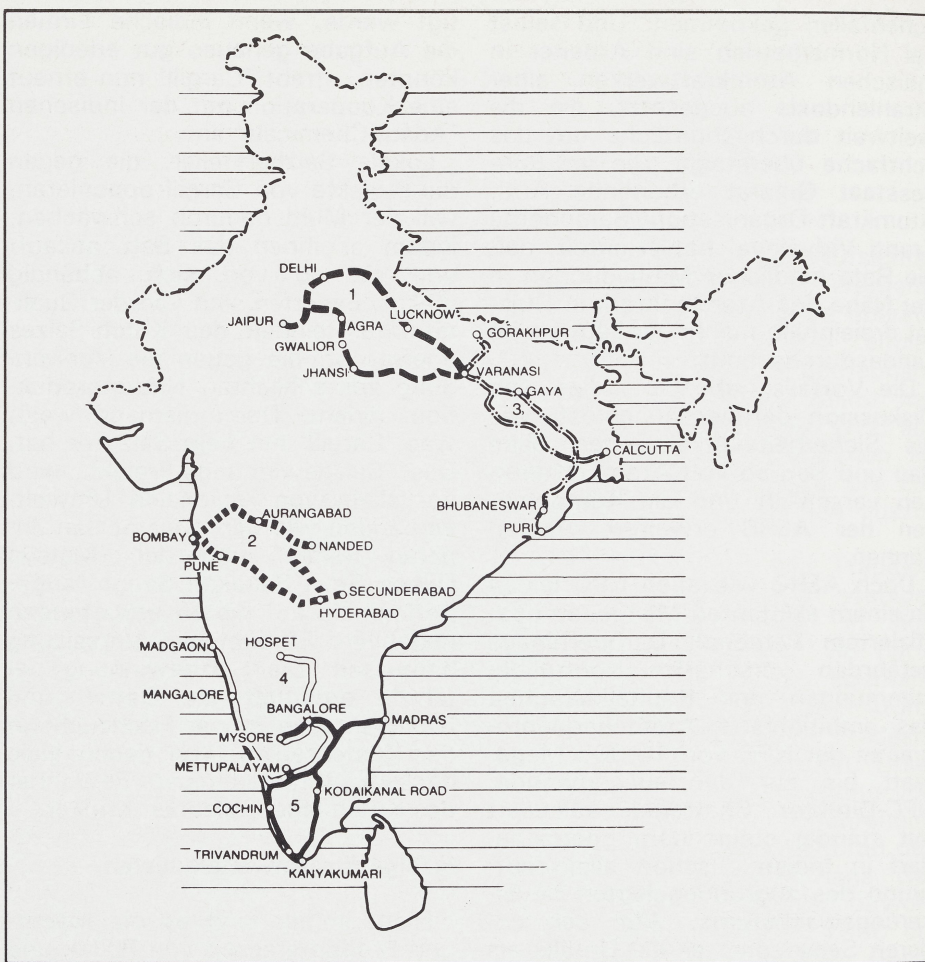 DELHI
1
LUCKNOW
JAIPUR
AGRA
GORAKHPUR
GWALIOR
JHANSI
VARANASI
GAYA
3
CALCUTTA
BHUBANESWAR
PURI
AURANGABAD
BOMBAY
2
NANDED
PUNE
SECUNDERABAD
HYDERABAD
MADGAON
HOSPET
4
MANGALORE
BANGALORE
MADRAS
MYSORE
METTUPALAYAM
5
KODAIKANAL ROAD
COCHIN
TRIVANDRUM
KANYAKUMARI